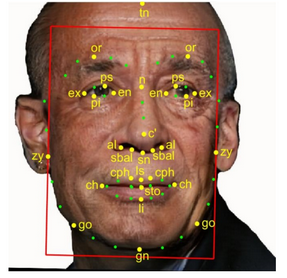 tn
or or
n
ps ps
ex en en ex
pi pi
c'
al al
sbal sn sbal
zy zy
ls
cph cph
ch ch
sto.
li
go go
gn